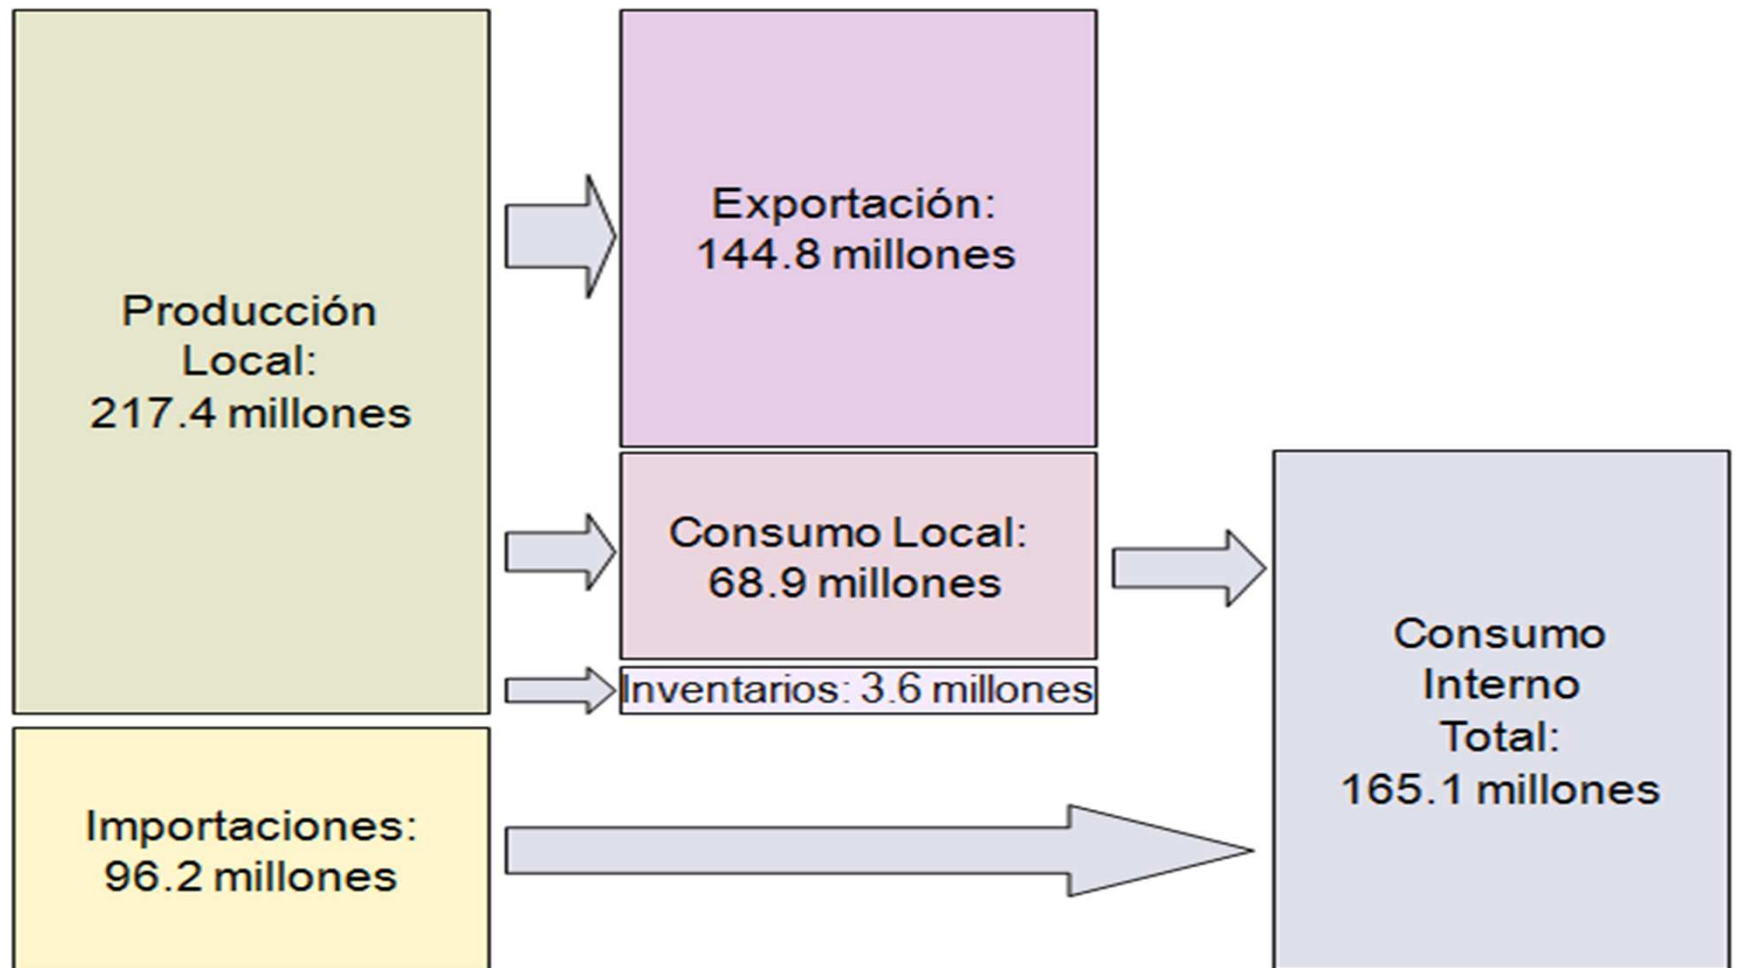 Producción
Local:
217.4 millones
Exportación:
144.8 millones
Consumo Local:
68.9 millones
Inventarios: 3.6 millones
Importaciones:
96.2 millones
Consumo
Interno
Total:
165.1 millones